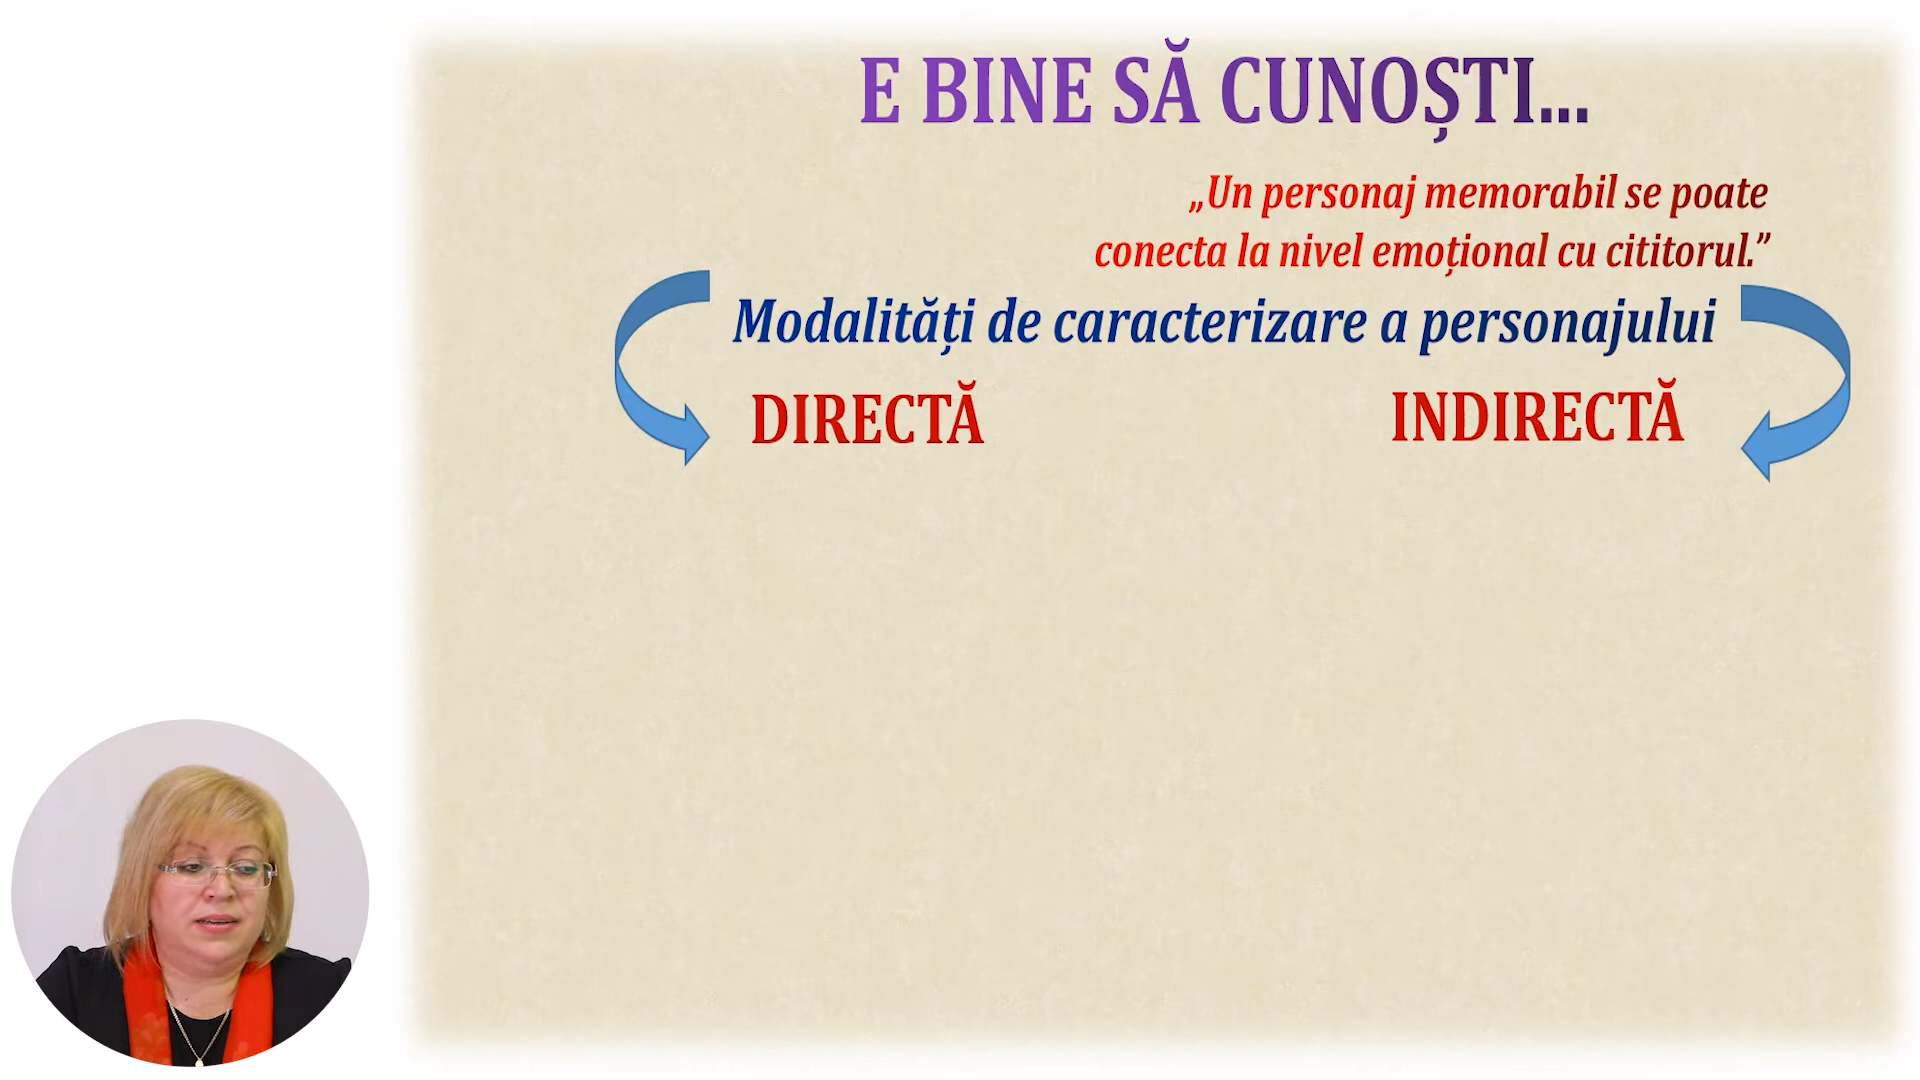 E BINE SĂ CUNOȘTI...
„Un personaj memorabil se poate
conecta la nivel emoțional cu cititorul.”
Modalități de caracterizare a personajului
DIRECTĂ
INDIRECTĂ